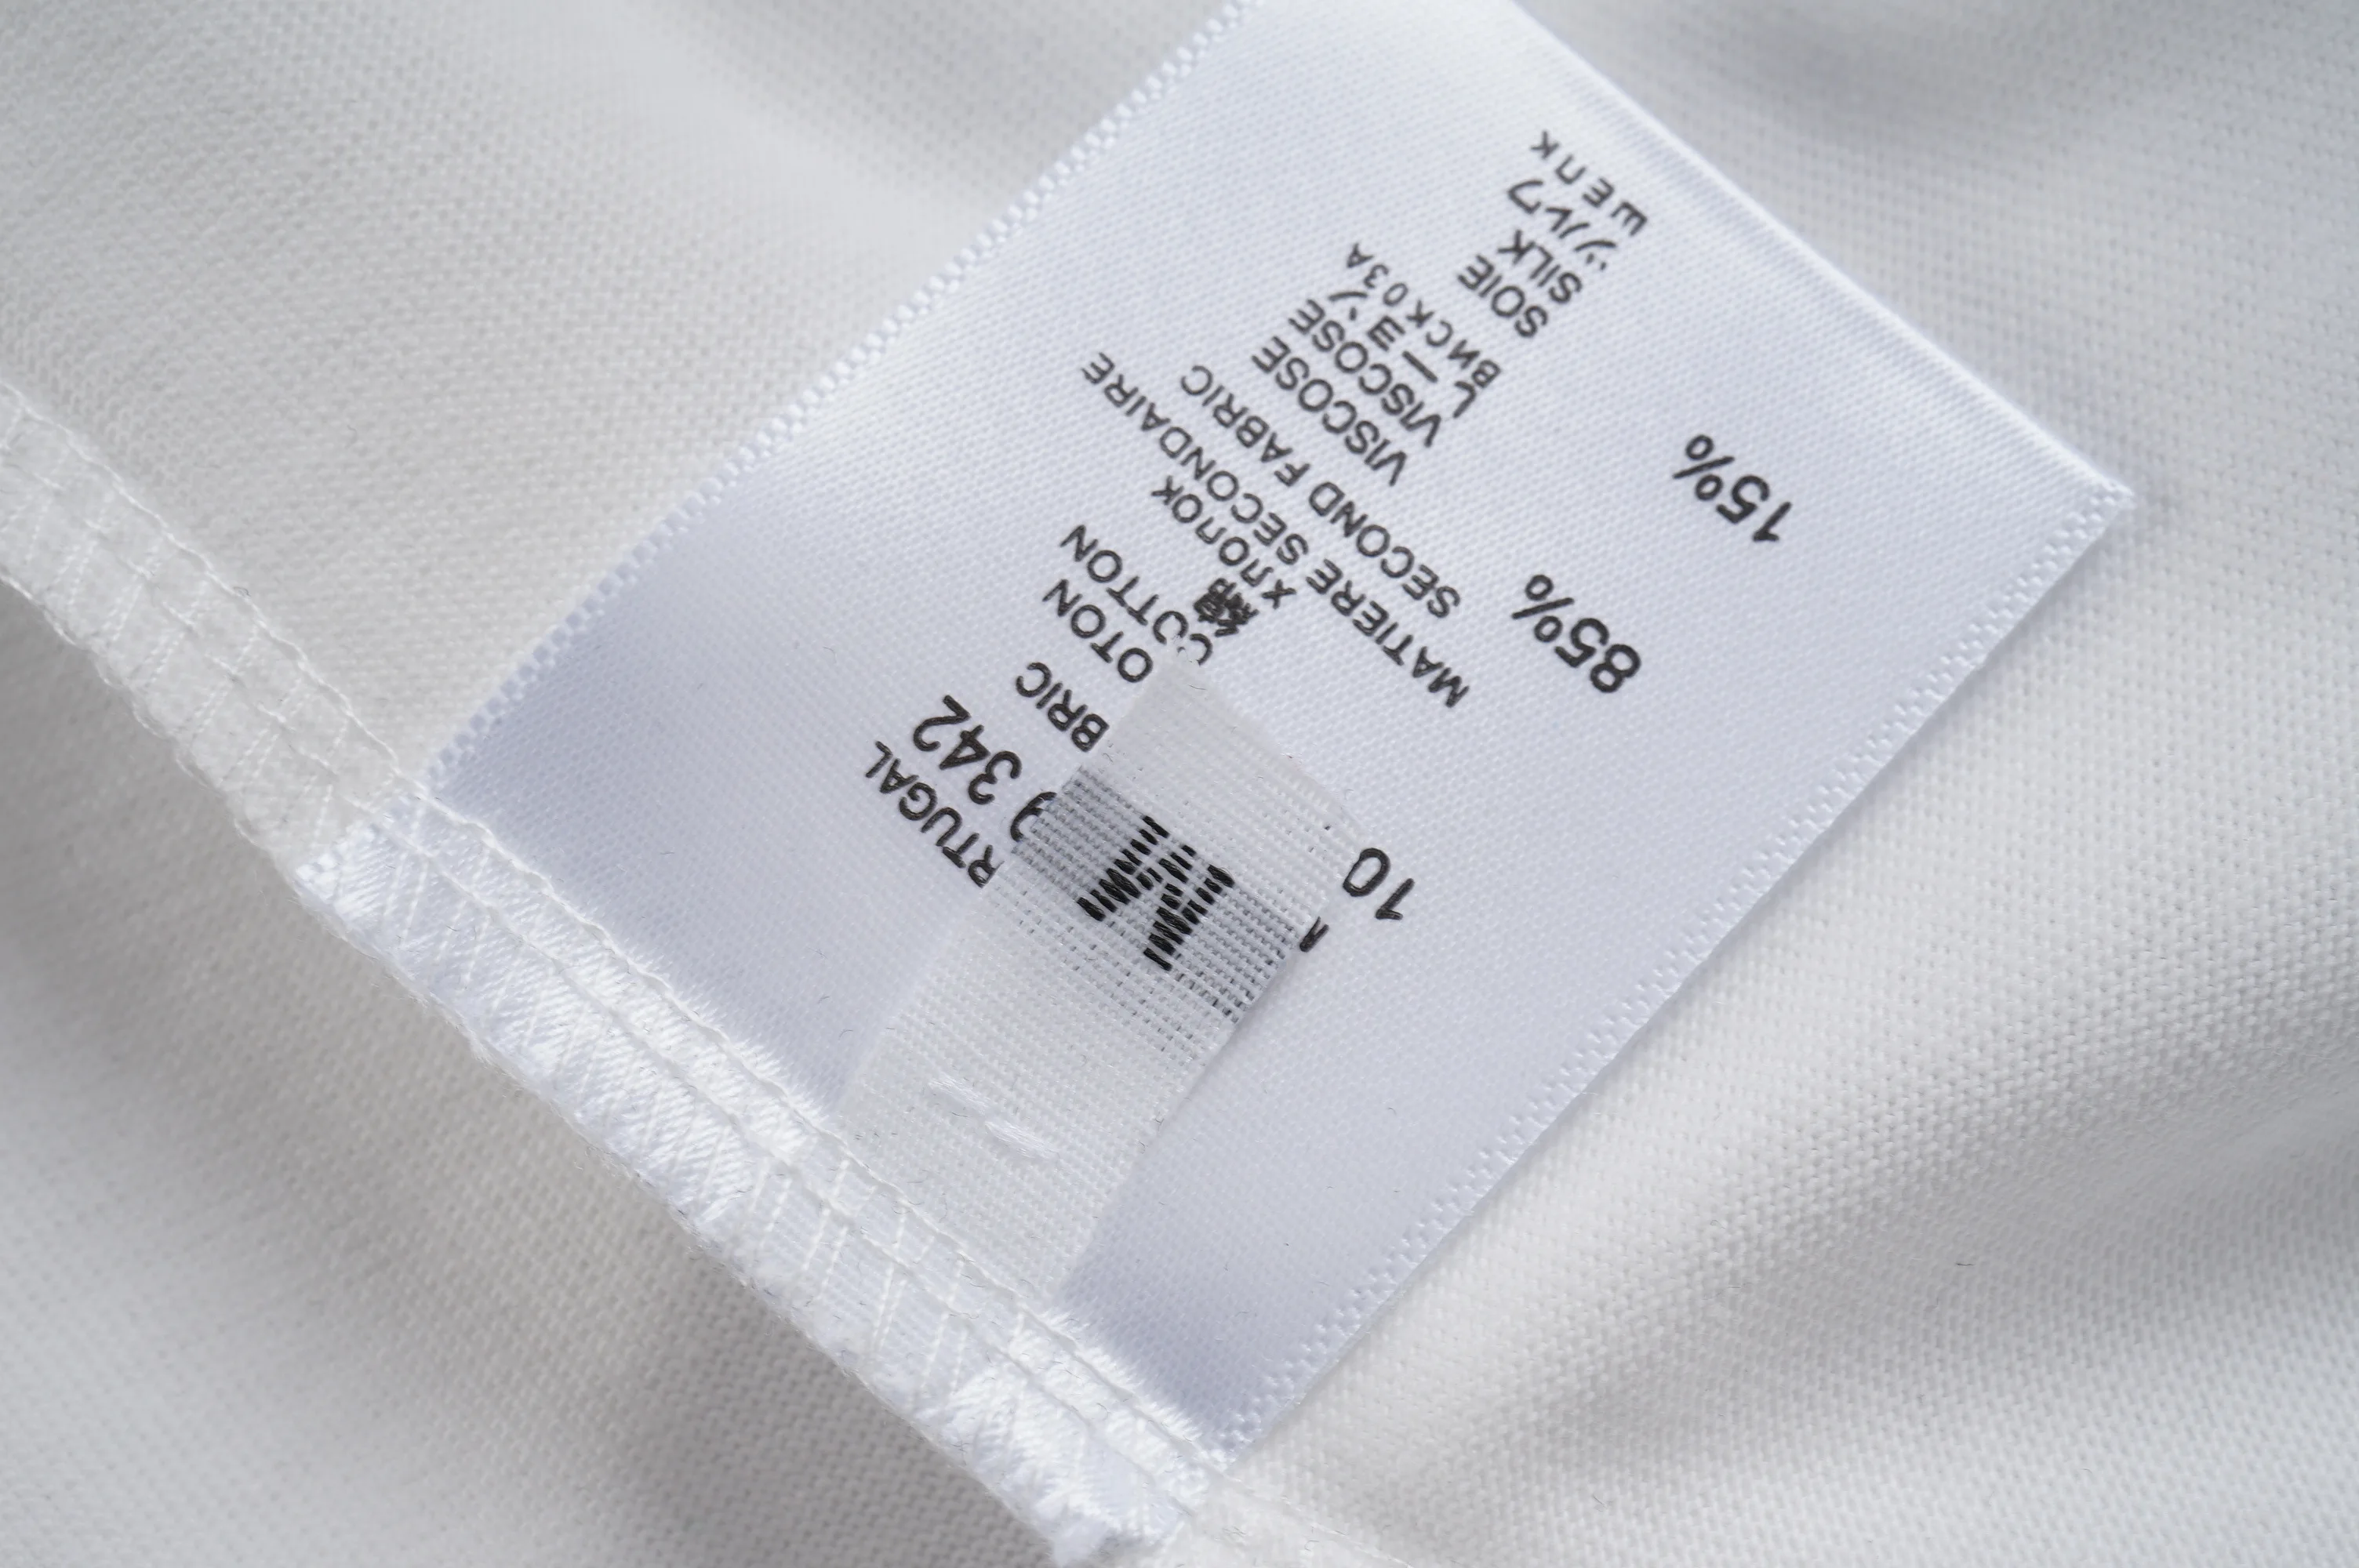 RTUGAL
342
BRIC
10 OTON
COTTON
綿
хлопок
MATIERE SECONDAIRE
SECOND FABRIC
85% VISCOSE
VISCOSE
レーヨン
вискоза
15% SOIE
SILK
シルク
шелк
M